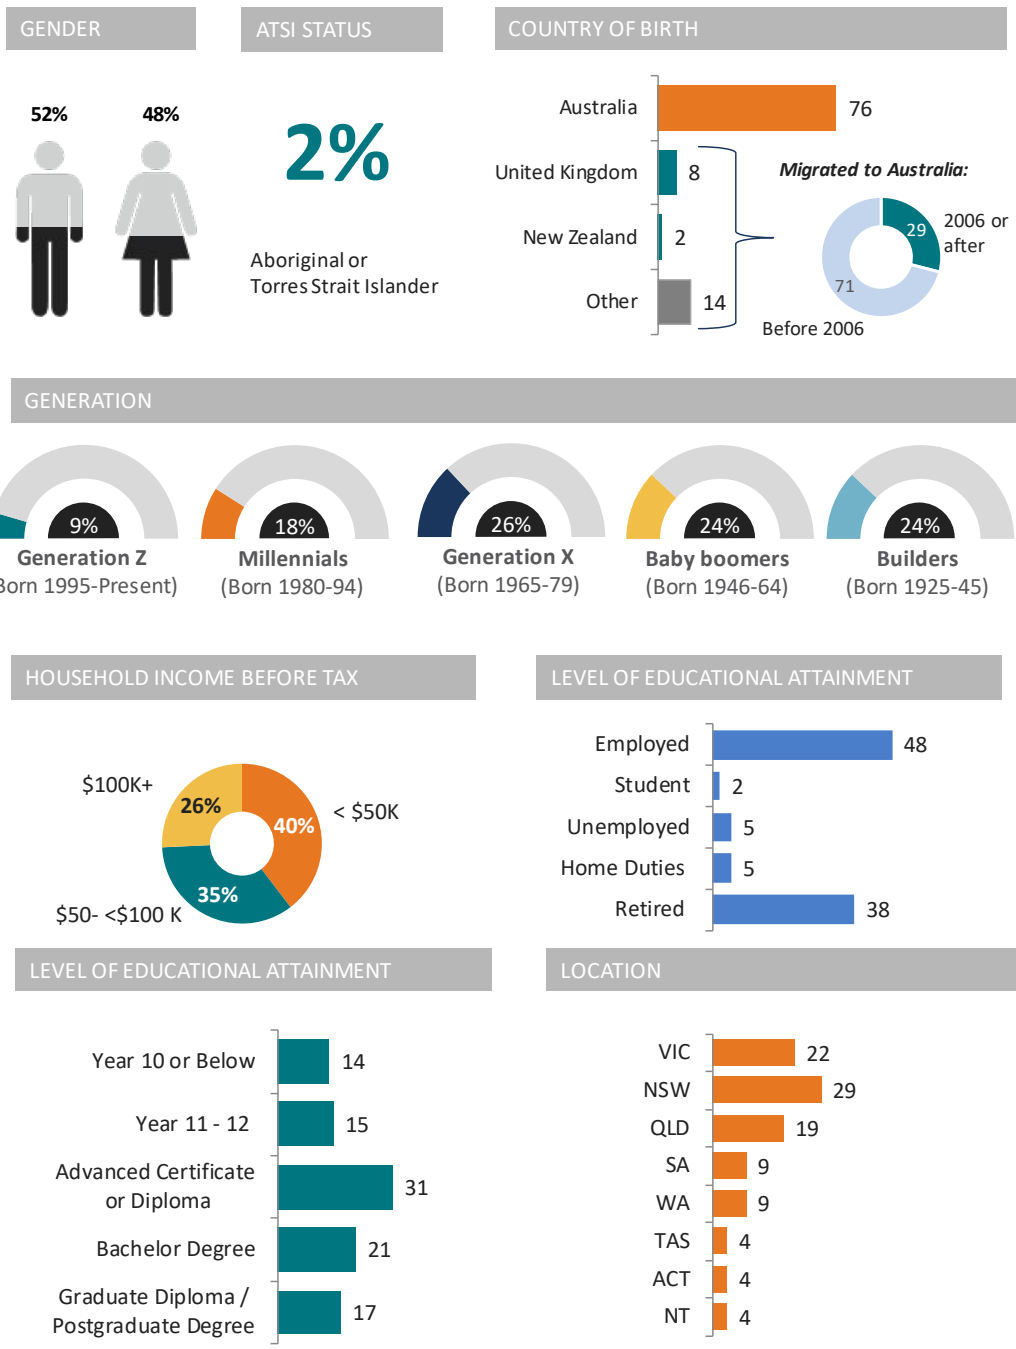 GENDER
ATSI STATUS
COUNTRY OF BIRTH
52%
48%
2%
Aboriginal or
Torres Strait Islander
Australia
76
United Kingdom
8
New Zealand
2
Other
14
Migrated to Australia:
29
2006 or
after
71
Before 2006
GENERATION
9%
Generation Z
Born 1995-Present)
18%
Millennials
(Born 1980-94)
26%
Generation X
(Born 1965-79)
24%
Baby boomers
(Born 1946-64)
24%
Builders
(Born 1925-45)
HOUSEHOLD INCOME BEFORE TAX
$100K+
26%
40%
< $50K
35%
$50- <$100 K
LEVEL OF EDUCATIONAL ATTAINMENT
Employed
48
Student
2
Unemployed
5
Home Duties
5
Retired
38
LEVEL OF EDUCATIONAL ATTAINMENT
Year 10 or Below
14
Year 11 - 12
15
Advanced Certificate
or Diploma
31
Bachelor Degree
21
Graduate Diploma /
Postgraduate Degree
17
LOCATION
VIC
22
NSW
29
QLD
19
SA
9
WA
9
TAS
4
ACT
4
NT
4